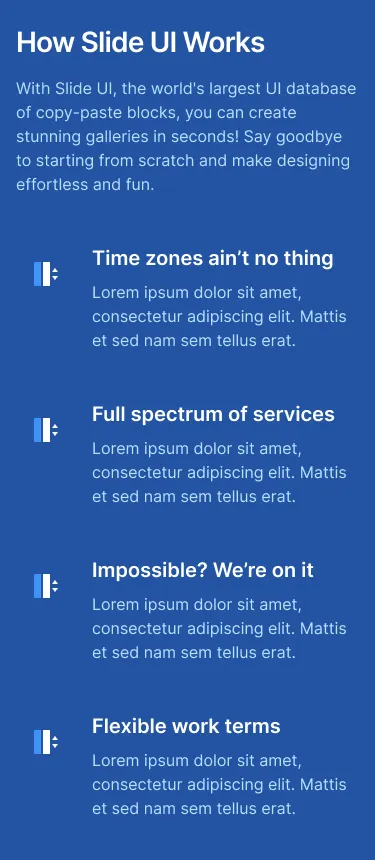 How Slide UI Works
With Slide UI, the world's largest UI database
of copy-paste blocks, you can create
stunning galleries in seconds! Say goodbye
to starting from scratch and make designing
effortless and fun.
Time zones ain’t no thing
Lorem ipsum dolor sit amet,
consectetur adipiscing elit. Mattis
et sed nam sem tellus erat.
Full spectrum of services
Lorem ipsum dolor sit amet,
consectetur adipiscing elit. Mattis
et sed nam sem tellus erat.
Impossible? We’re on it
Lorem ipsum dolor sit amet,
consectetur adipiscing elit. Mattis
et sed nam sem tellus erat.
Flexible work terms
Lorem ipsum dolor sit amet,
consectetur adipiscing elit. Mattis
et sed nam sem tellus erat.